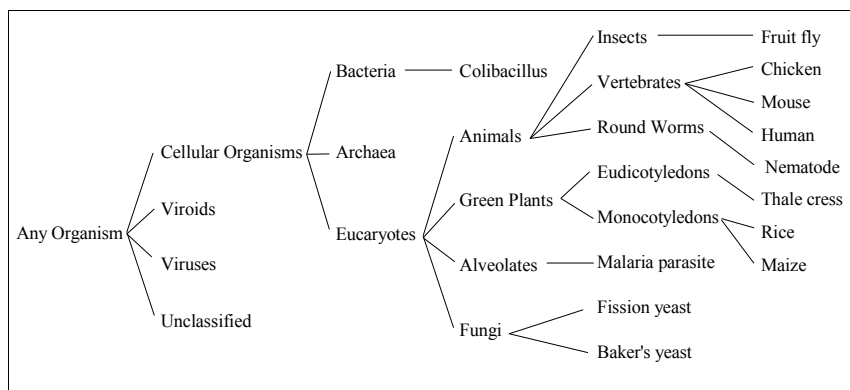 Any Organism
Cellular Organisms
Viroids
Viruses
Unclassified
Bacteria
Archaea
Eucaryotes
Colibacillus
Animals
Green Plants
Alveolates
Fungi
Insects
Vertebrates
Round Worms
Eudicotyledons
Monocotyledons
Malaria parasite
Fission yeast
Baker's yeast
Fruit fly
Chicken
Mouse
Human
Nematode
Thale cress
Rice
Maize